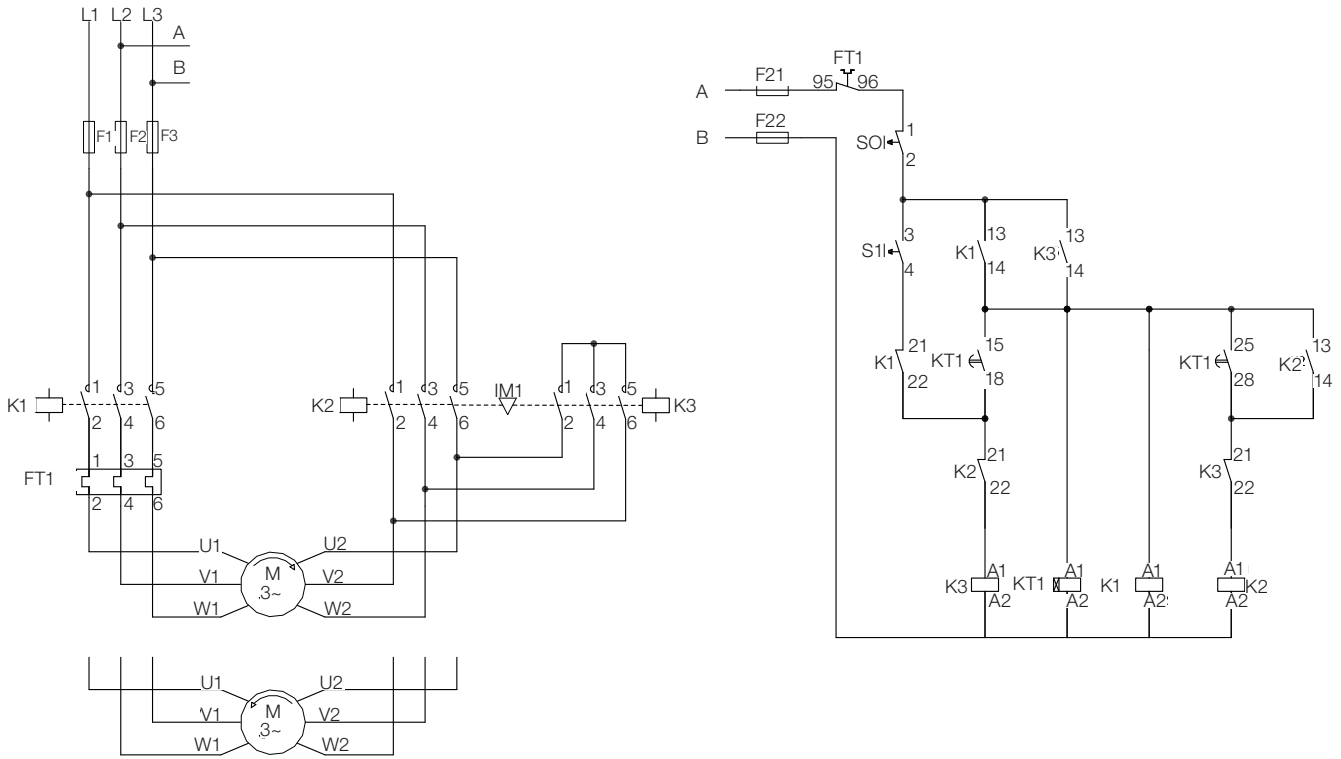 L1 L2 L3
A
B
F1 F2 F3
K1
1 3 5
2 4 6
FT1
1 3 5
2 4 6
K2
1 3 5
2 4 6
IM1
1 3 5
2 4 6
K3
U1 U2
V1 M 3~ V2
W1 W2
U1 U2
V1 M 3~ V2
W1 W2
FT1
A F21 95 96
B F22
S0
1
2
S1
3
4
K1
13
14
K3
13
14
K1
21
22
KT1
15
18
KT1
25
28
K2
13
14
K2
21
22
K3
21
22
K3 A1 A2
KT1 A1 A2
K1 A1 A2
K2 A1 A2